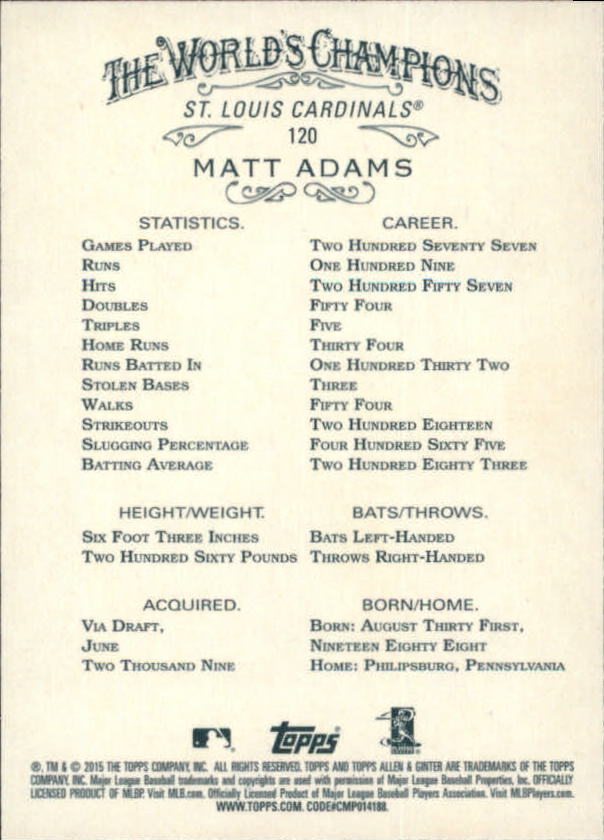 THE WORLD'S CHAMPIONS
ST. LOUIS CARDINALS®
120
MATT ADAMS
STATISTICS. CAREER.
GAMES PLAYED TWO HUNDRED SEVENTY SEVEN
RUNS ONE HUNDRED NINE
HITS TWO HUNDRED FIFTY SEVEN
DOUBLES FIFTY FOUR
TRIPLES FIVE
HOME RUNS THIRTY FOUR
RUNS BATTED IN ONE HUNDRED THIRTY TWO
STOLEN BASES THREE
WALKS FIFTY FOUR
STRIKEOUTS TWO HUNDRED EIGHTEEN
SLUGGING PERCENTAGE FOUR HUNDRED SIXTY FIVE
BATTING AVERAGE TWO HUNDRED EIGHTY THREE
HEIGHT/WEIGHT. BATS/THROWS.
SIX FOOT THREE INCHES BATS LEFT-HANDED
TWO HUNDRED SIXTY POUNDS THROWS RIGHT-HANDED
ACQUIRED. BORN/HOME.
VIA DRAFT, BORN: AUGUST THIRTY FIRST,
JUNE NINETEEN EIGHTY EIGHT
TWO THOUSAND NINE HOME: PHILIPSBURG, PENNSYLVANIA
topps
®, TM & © 2015 THE TOPPS COMPANY, INC. ALL RIGHTS RESERVED. TOPPS AND TOPPS ALLEN & GINTER ARE TRADEMARKS OF THE TOPPS
COMPANY, INC. Major League Baseball trademarks and copyrights are used with permission of Major League Baseball Properties, Inc. OFFICIALLY
LICENSED PRODUCT OF MLBP. Visit MLB.com. Officially Licensed Product of Major League Baseball Players Association. Visit MLBPlayers.com.
WWW.TOPPS.COM. CODE#CMP014188.